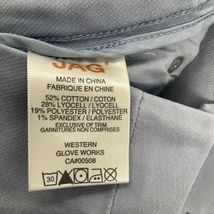 JAG
MADE IN CHINA
FABRIQUE EN CHINE
52% COTTON / COTON
28% LYOCELL / LYOCELL
19% POLYESTER / POLYESTER
1% SPANDEX / ELASTHANE
EXCLUSIVE OF TRIM
GARNITURES NON COMPRISES
WESTERN
GLOVE WORKS
CA#00508
30